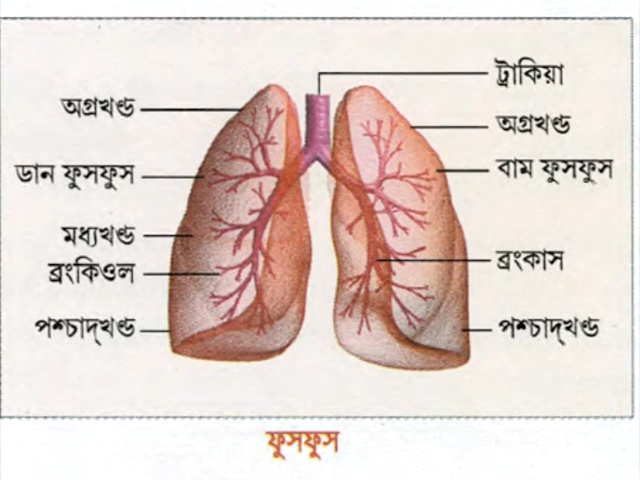 ট্রাকিয়া
অগ্রখণ্ড
অগ্রখণ্ড
ডান ফুসফুস
বাম ফুসফুস
মধ্যখণ্ড
ব্রংকিওল
ব্রংকাস
পশ্চাদ্‌খণ্ড
পশ্চাদ্‌খণ্ড
ফুসফুস